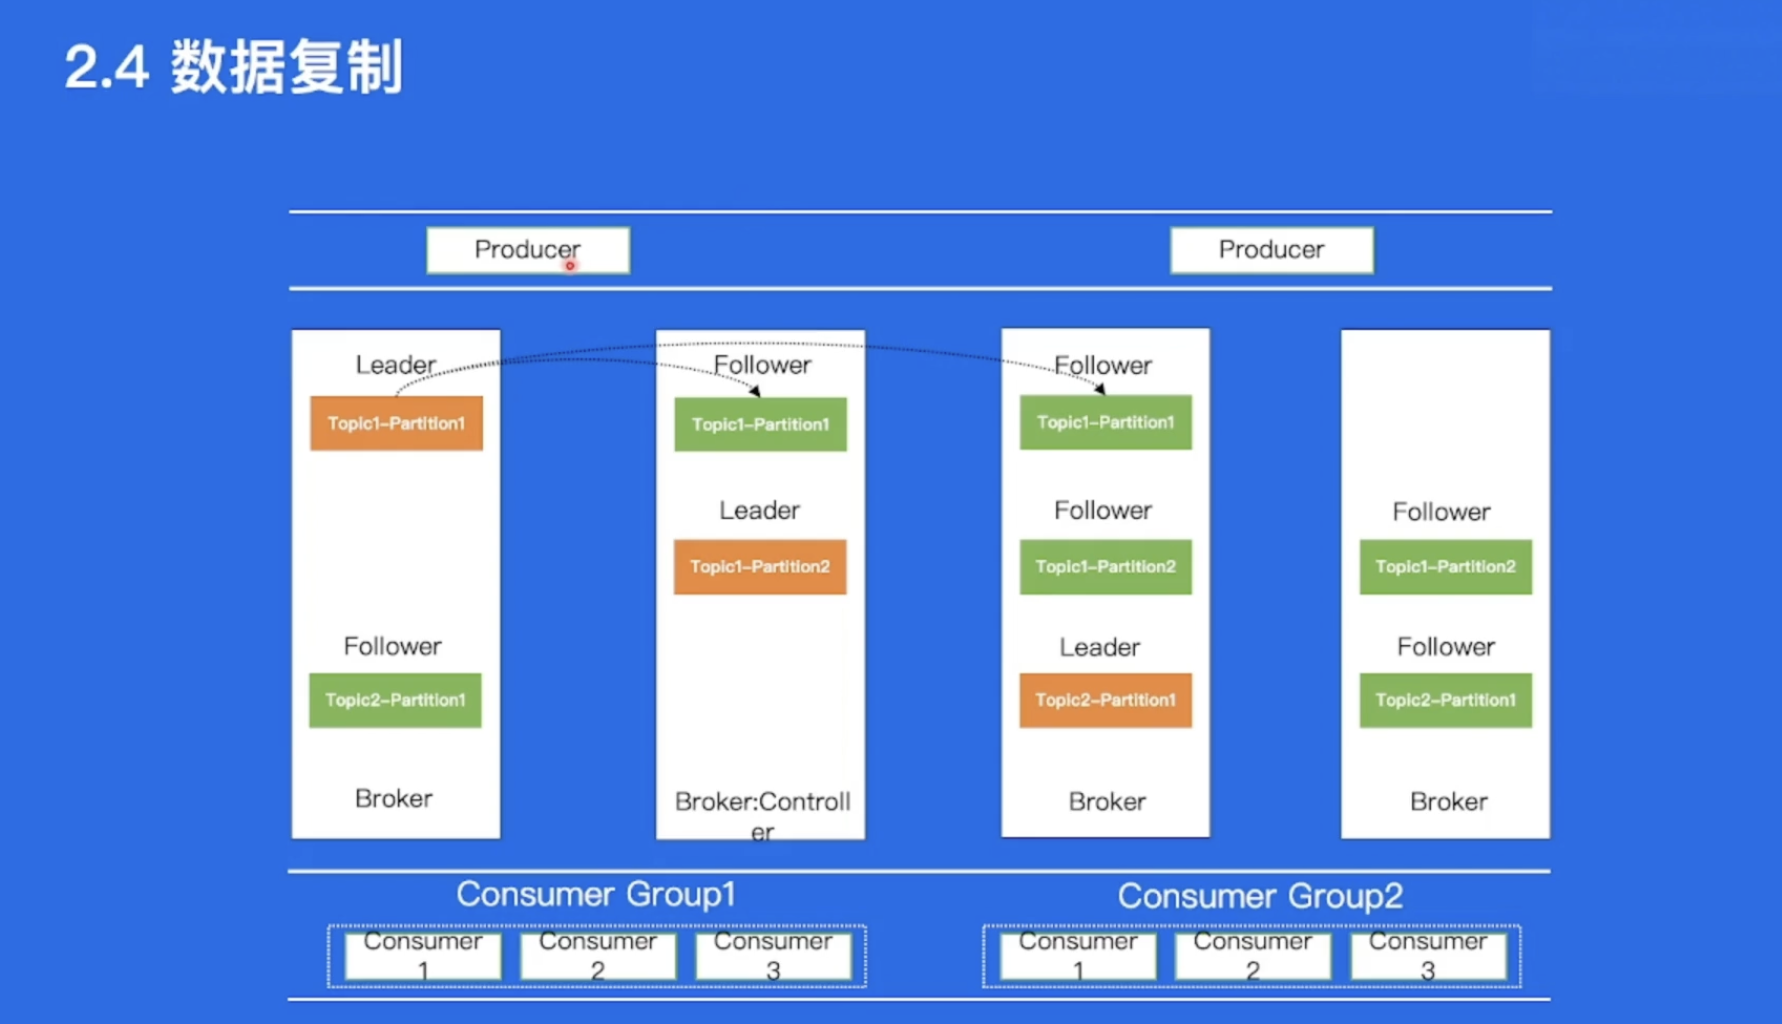 2.4 数据复制
Producer
Producer
Leader
Topic1-Partition1
Follower
Topic2-Partition1
Broker
Follower
Topic1-Partition1
Leader
Topic1-Partition2
Broker:Controll
er
Follower
Topic1-Partition1
Follower
Topic1-Partition2
Leader
Topic2-Partition1
Broker
Follower
Topic1-Partition2
Follower
Topic2-Partition1
Broker
Consumer Group1
Consumer
1
Consumer
2
Consumer
3
Consumer Group2
Consumer
1
Consumer
2
Consumer
3